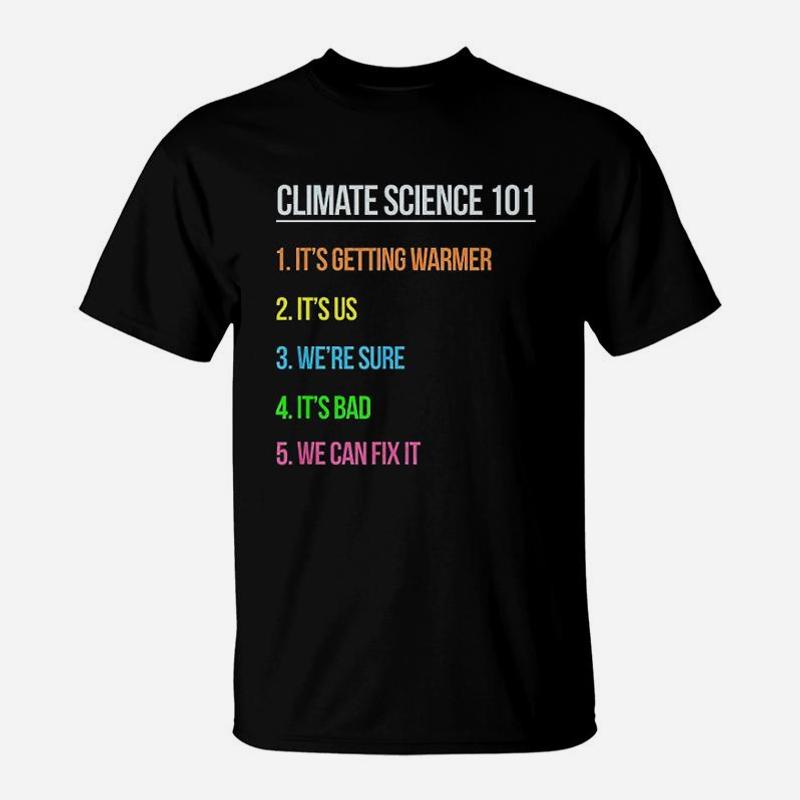 CLIMATE SCIENCE 101
1. IT'S GETTING WARMER
2. IT'S US
3. WE'RE SURE
4. IT'S BAD
5. WE CAN FIX IT